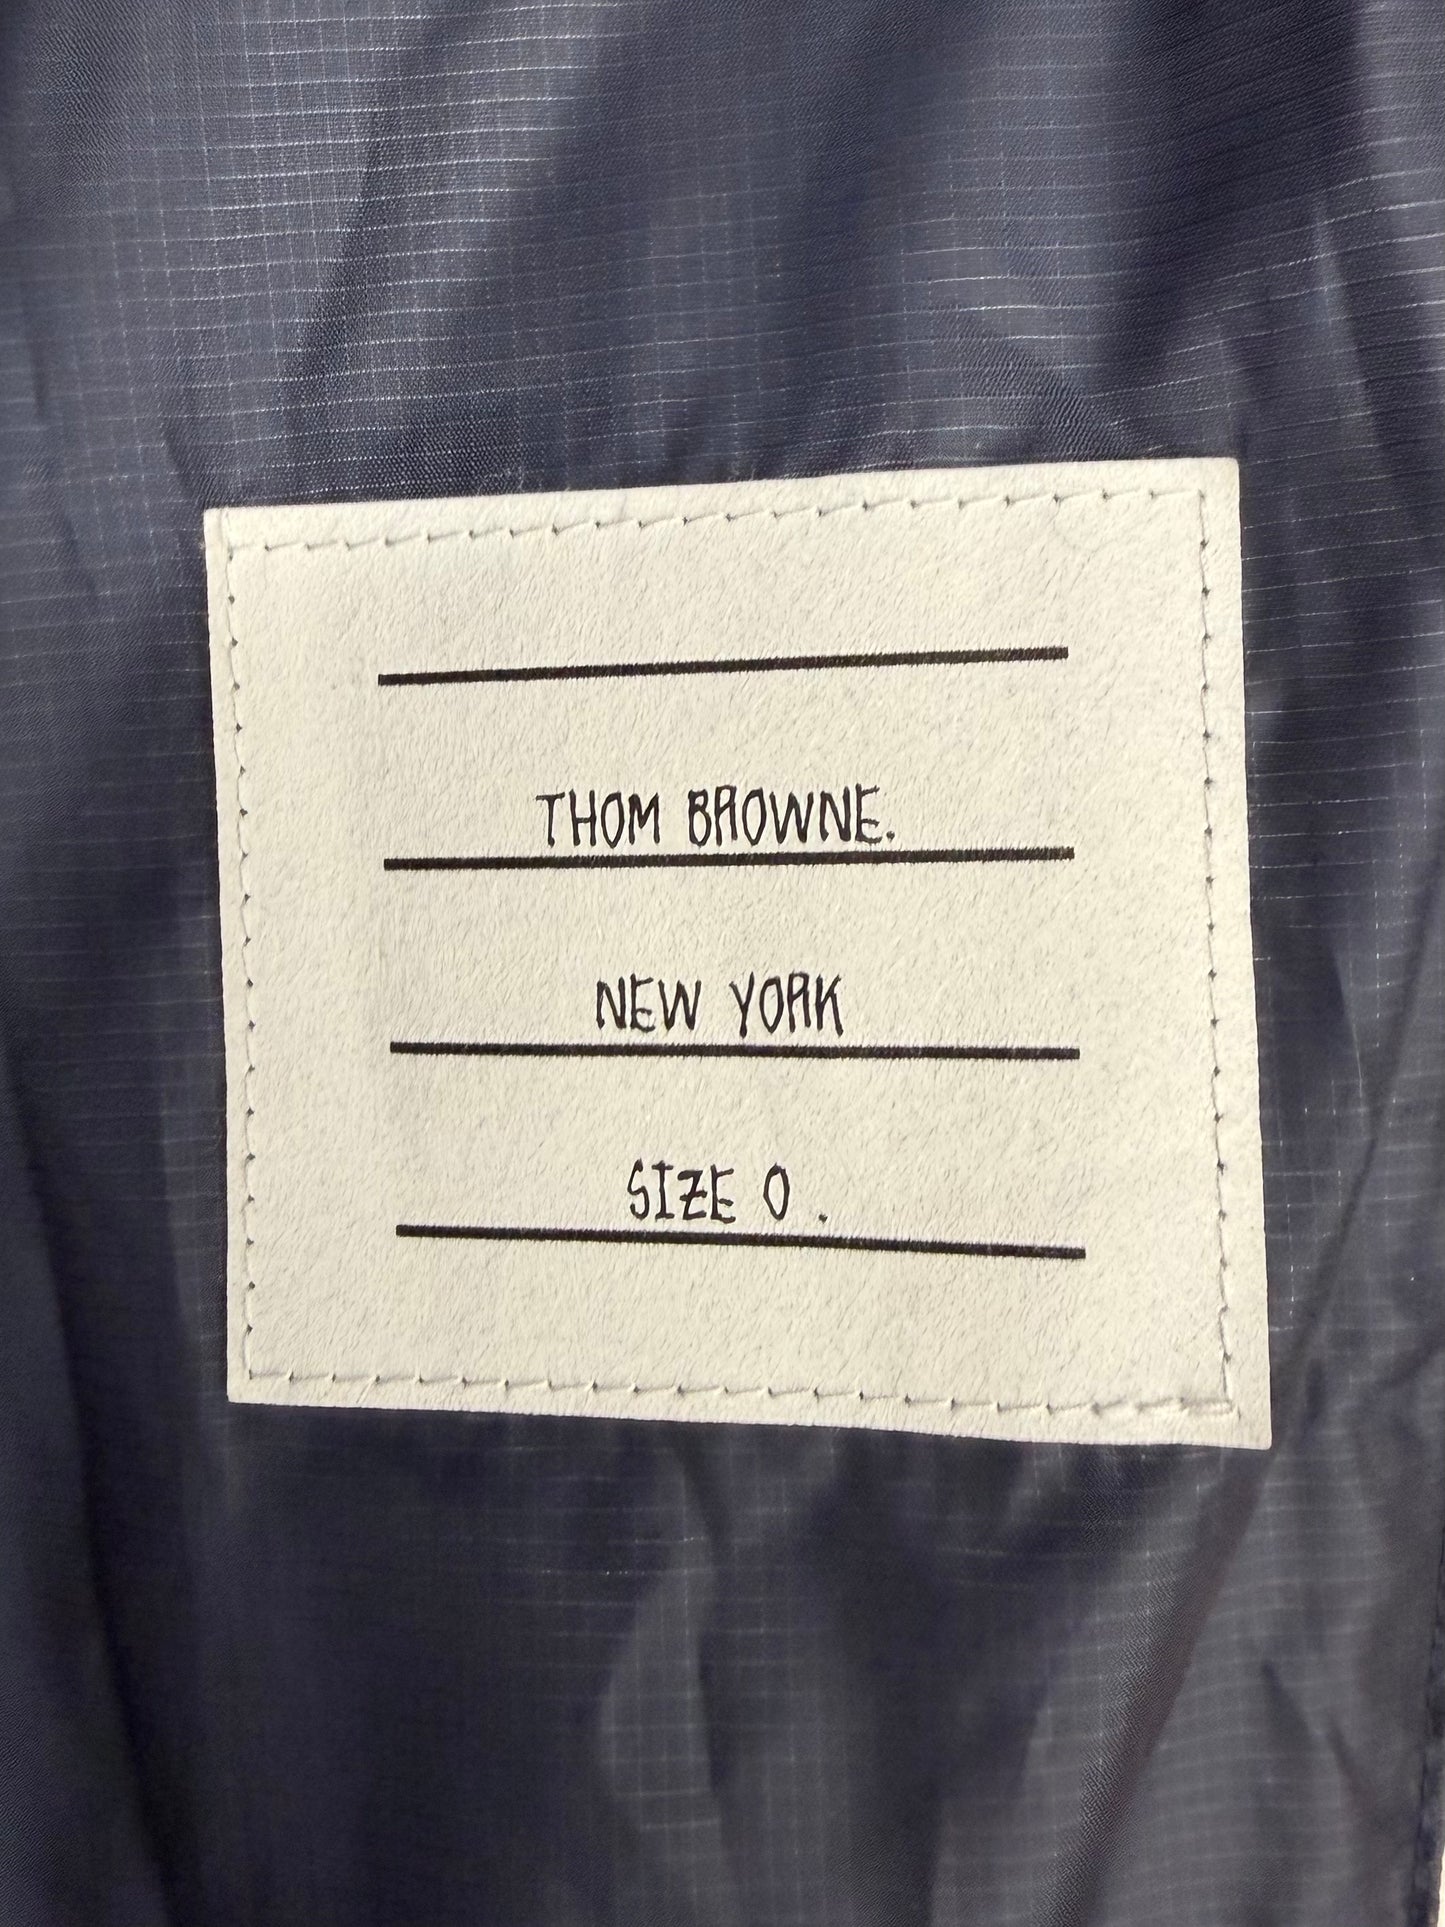 THOM BROWNE.
NEW YORK
SIZE 0 .